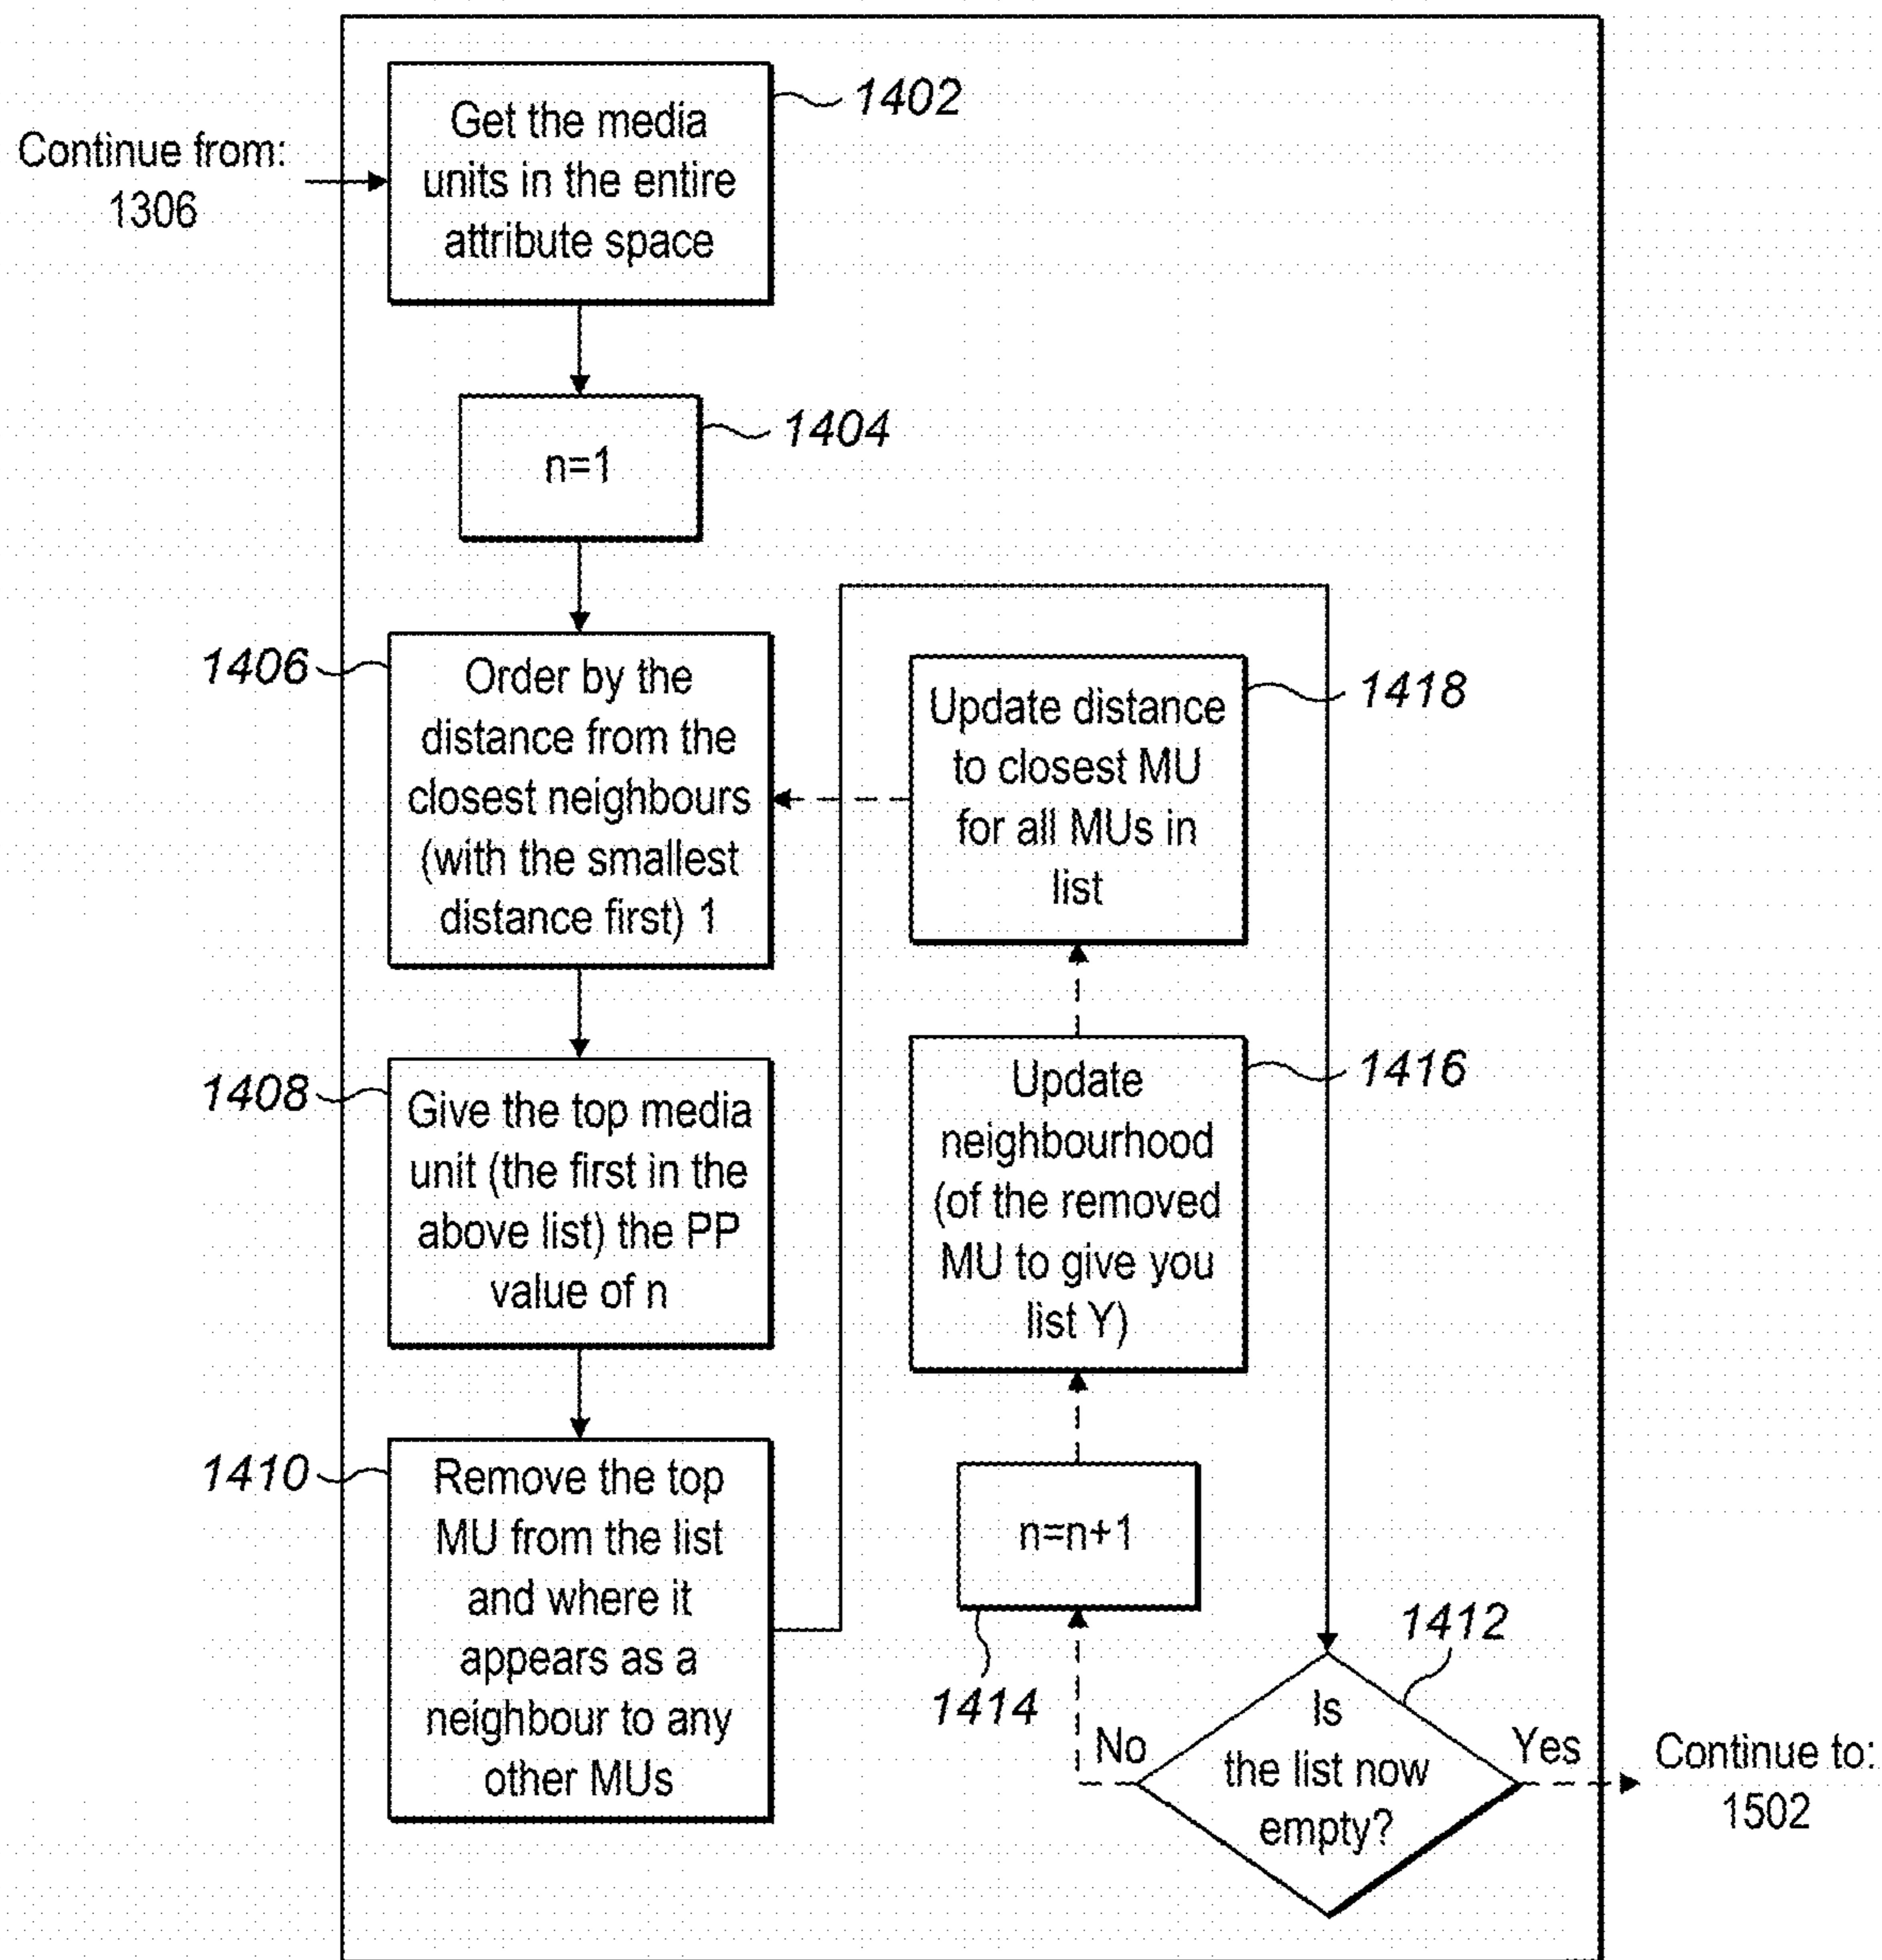 Continue from:
1306
Get the media
units in the entire
attribute space
1402
n=1
1404
1406
Order by the
distance from the
closest neighbours
(with the smallest
distance first) 1
1408
Give the top media
unit (the first in the
above list) the PP
value of n
1410
Remove the top
MU from the list
and where it
appears as a
neighbour to any
other MUs
Update distance
to closest MU
for all MUs in
list
1418
Update
neighbourhood
(of the removed
MU to give you
list Y)
1416
n=n+1
1414
1412
Is
the list now
empty?
No
Yes
Continue to:
1502